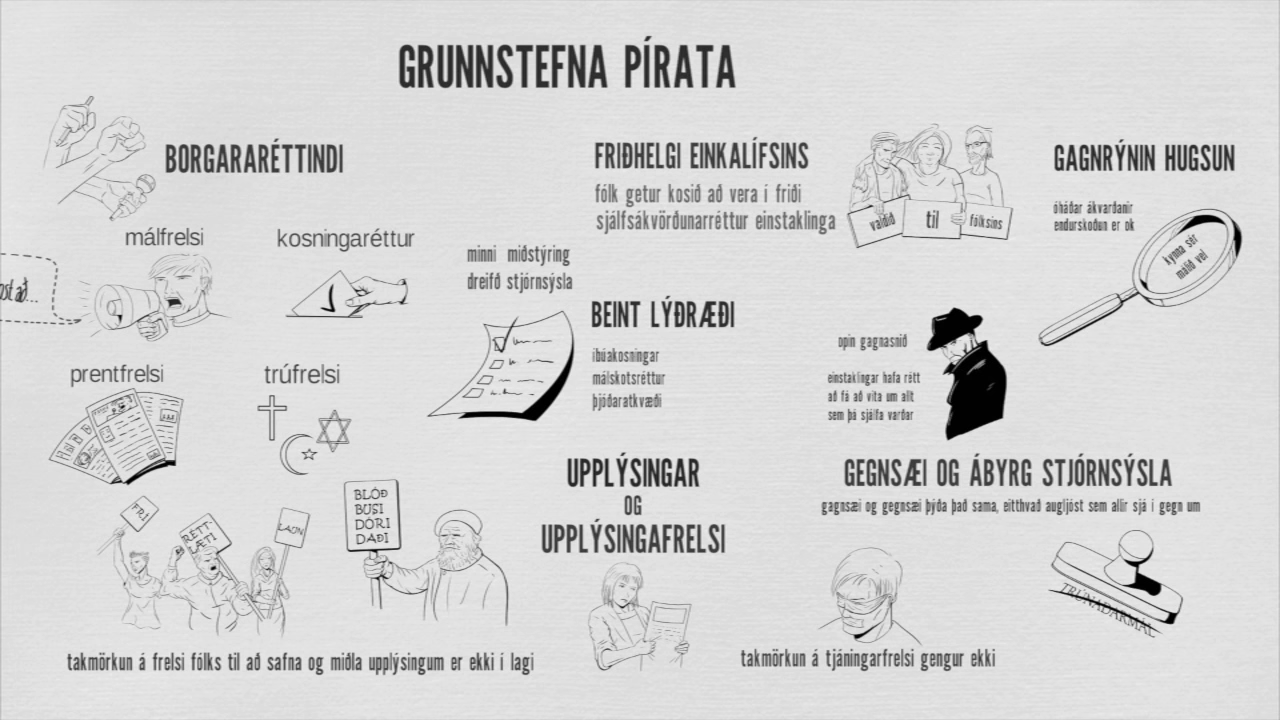 GRUNNSTEFNA PÍRATA
BORGARARÉTTINDI
málfrelsi
kosningaréttur
prentfrelsi
trúfrelsi
FRIÐHELGI EINKALÍFSINS
fólk getur kosið að vera í friði
sjálfsákvörðunarréttur einstaklinga
valdið
til
fólksins
GAGNRÝNIN HUGSUN
óháðar ákvarðanir
endurskoðun er ok
kynna sér
málið vel
minni miðstýring
dreifð stjórnsýsla
BEINT LÝÐRÆÐI
íbúakosningar
málskotsréttur
þjóðaratkvæði
opin gagnasnið
einstaklingar hafa rétt
að fá að vita um allt
sem þá sjálfa varðar
FRI
RÉTT-
LÆTI
LAUN
BLÓÐ
BUSI
DÓRI
DAÐI
UPPLÝSINGAR
OG
UPPLÝSINGAFRELSI
GEGNSÆI OG ÁBYRG STJÓRNSÝSLA
gagnsæi og gegnsæi þýða það sama, eitthvað augljóst sem allir sjá í gegn um
TRÚNAÐARMÁL
takmörkun á frelsi fólks til að safna og miðla upplýsingum er ekki í lagi
takmörkun á tjáningarfrelsi gengur ekki